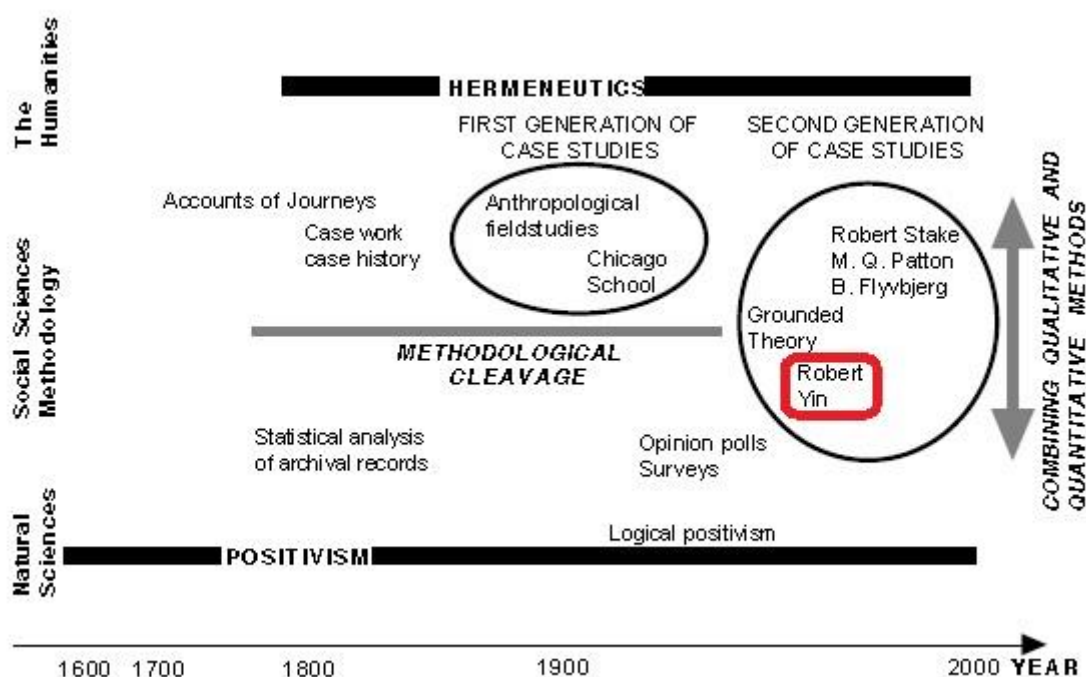 The
Humanities
Social Sciences
Methodology
Natural
Sciences
HERMENEUTICS
FIRST GENERATION OF
CASE STUDIES
SECOND GENERATION
OF CASE STUDIES
Accounts of Journeys
Case work
case history
Anthropological
fieldstudies
Chicago
School
Robert Stake
M. Q. Patton
B. Flyvbjerg
Grounded
Theory
Robert
Yin
METHODOLOGICAL
CLEAVAGE
Statistical analysis
of archival records
Opinion polls
Surveys
Logical positivism
POSITIVISM
COMBINING QUALITATIVE AND
QUANTITATIVE METHODS
1600 1700 1800 1900 2000 YEAR